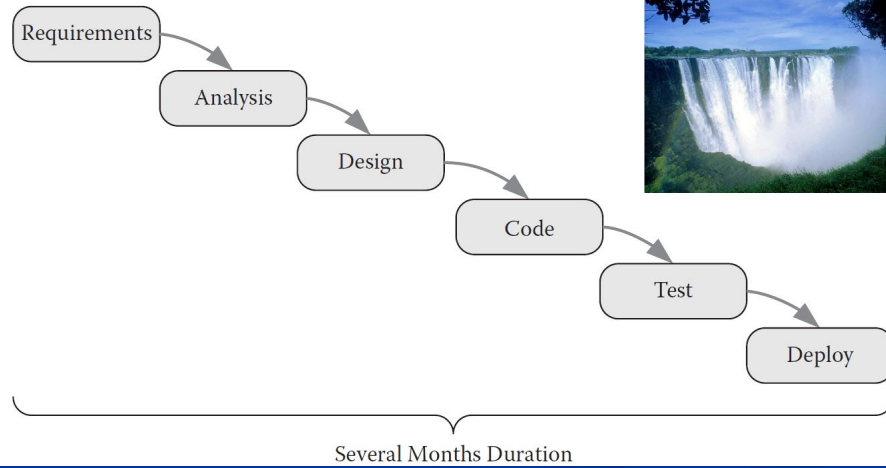 Requirements
Analysis
Design
Code
Test
Deploy
Several Months Duration